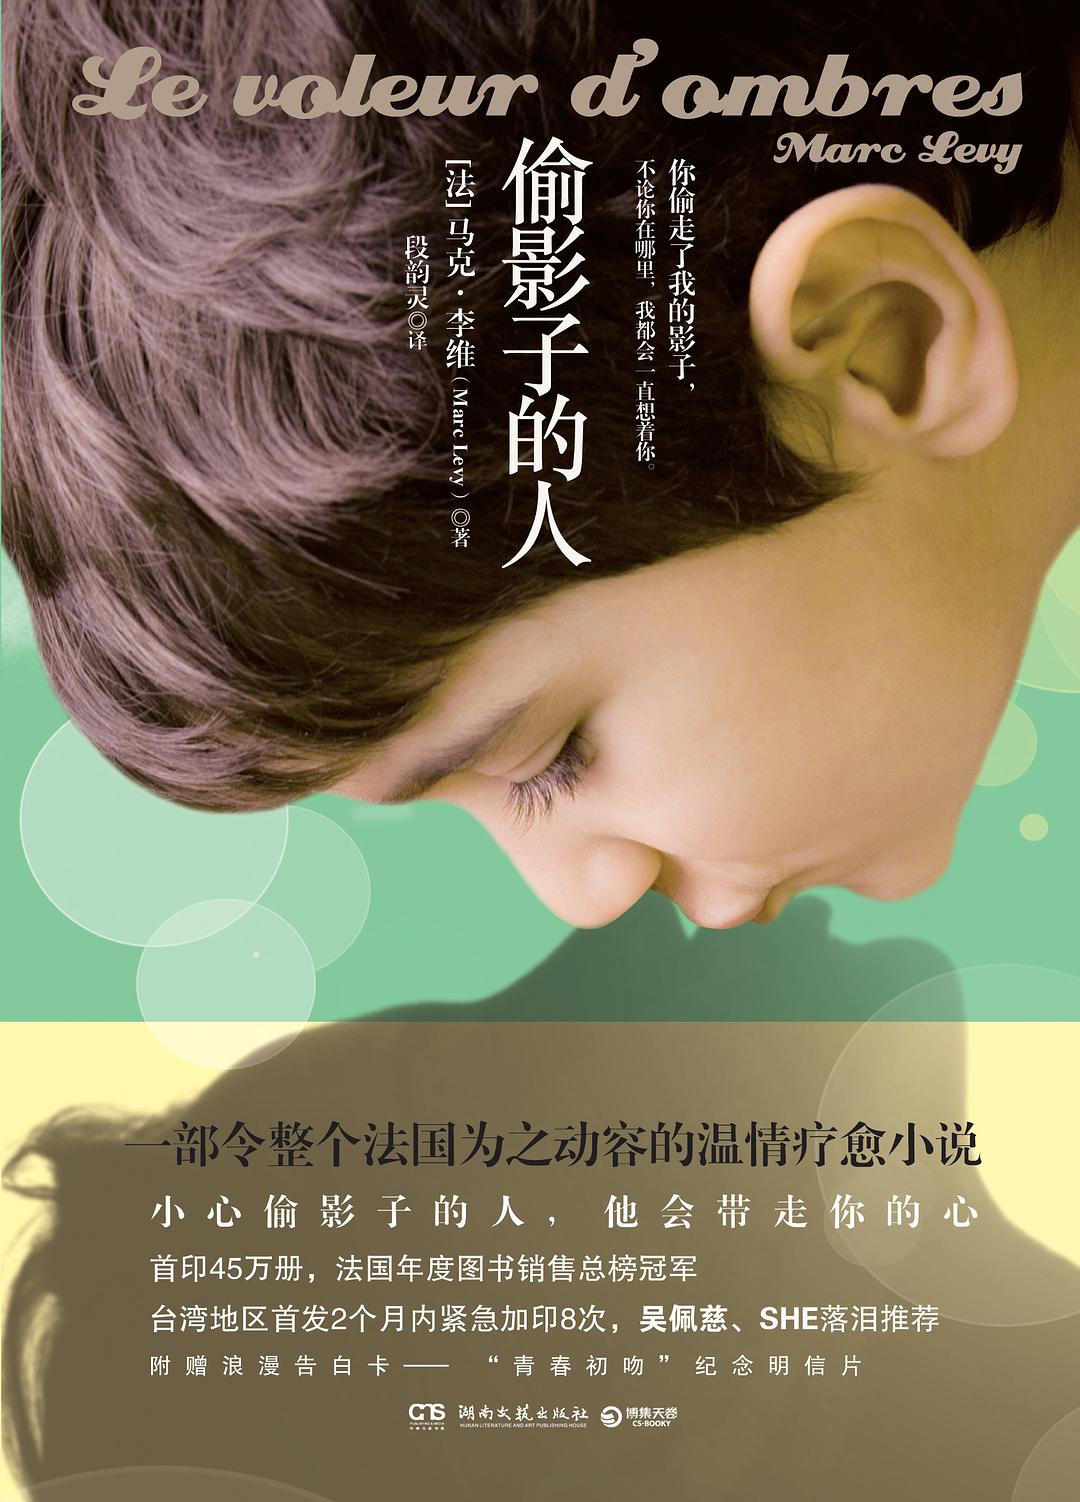 Le voleur d'ombres
Marc Levy
你偷走了我的影子，
不论你在哪里，我都会一直想着你。
偷影子的人
[法] 马克·李维（Marc Levy）◎著
段韵灵◎译
一部令整个法国为之动容的温情疗愈小说
小心偷影子的人，他会带走你的心
首印45万册，法国年度图书销售总榜冠军
台湾地区首发2个月内紧急加印8次，吴佩慈、SHE落泪推荐
附赠浪漫告白卡——“青春初吻”纪念明信片
湖南文艺出版社
HUNAN LITERATURE AND ART PUBLISHING HOUSE
博集天卷
CS-BOOKY